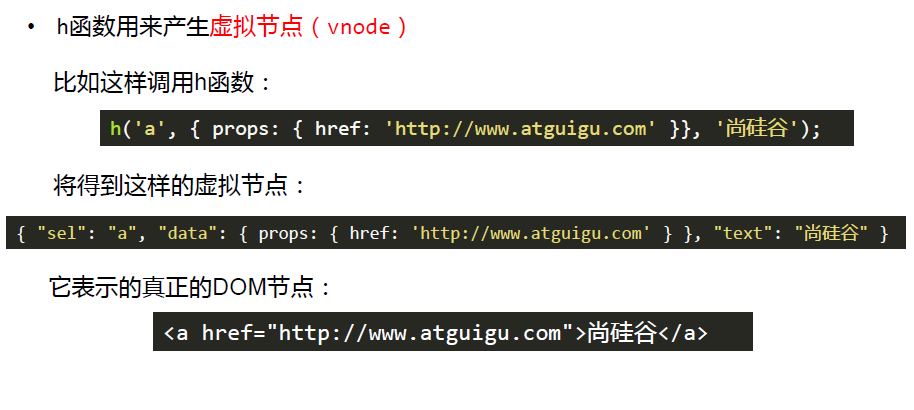 • h函数用来产生虚拟节点（vnode）
比如这样调用h函数：
h('a', { props: { href: 'http://www.atguigu.com' }}, '尚硅谷');
将得到这样的虚拟节点：
{ "sel": "a", "data": { props: { href: 'http://www.atguigu.com' } }, "text": "尚硅谷" }
它表示的真正的DOM节点：
<a href="http://www.atguigu.com">尚硅谷</a>